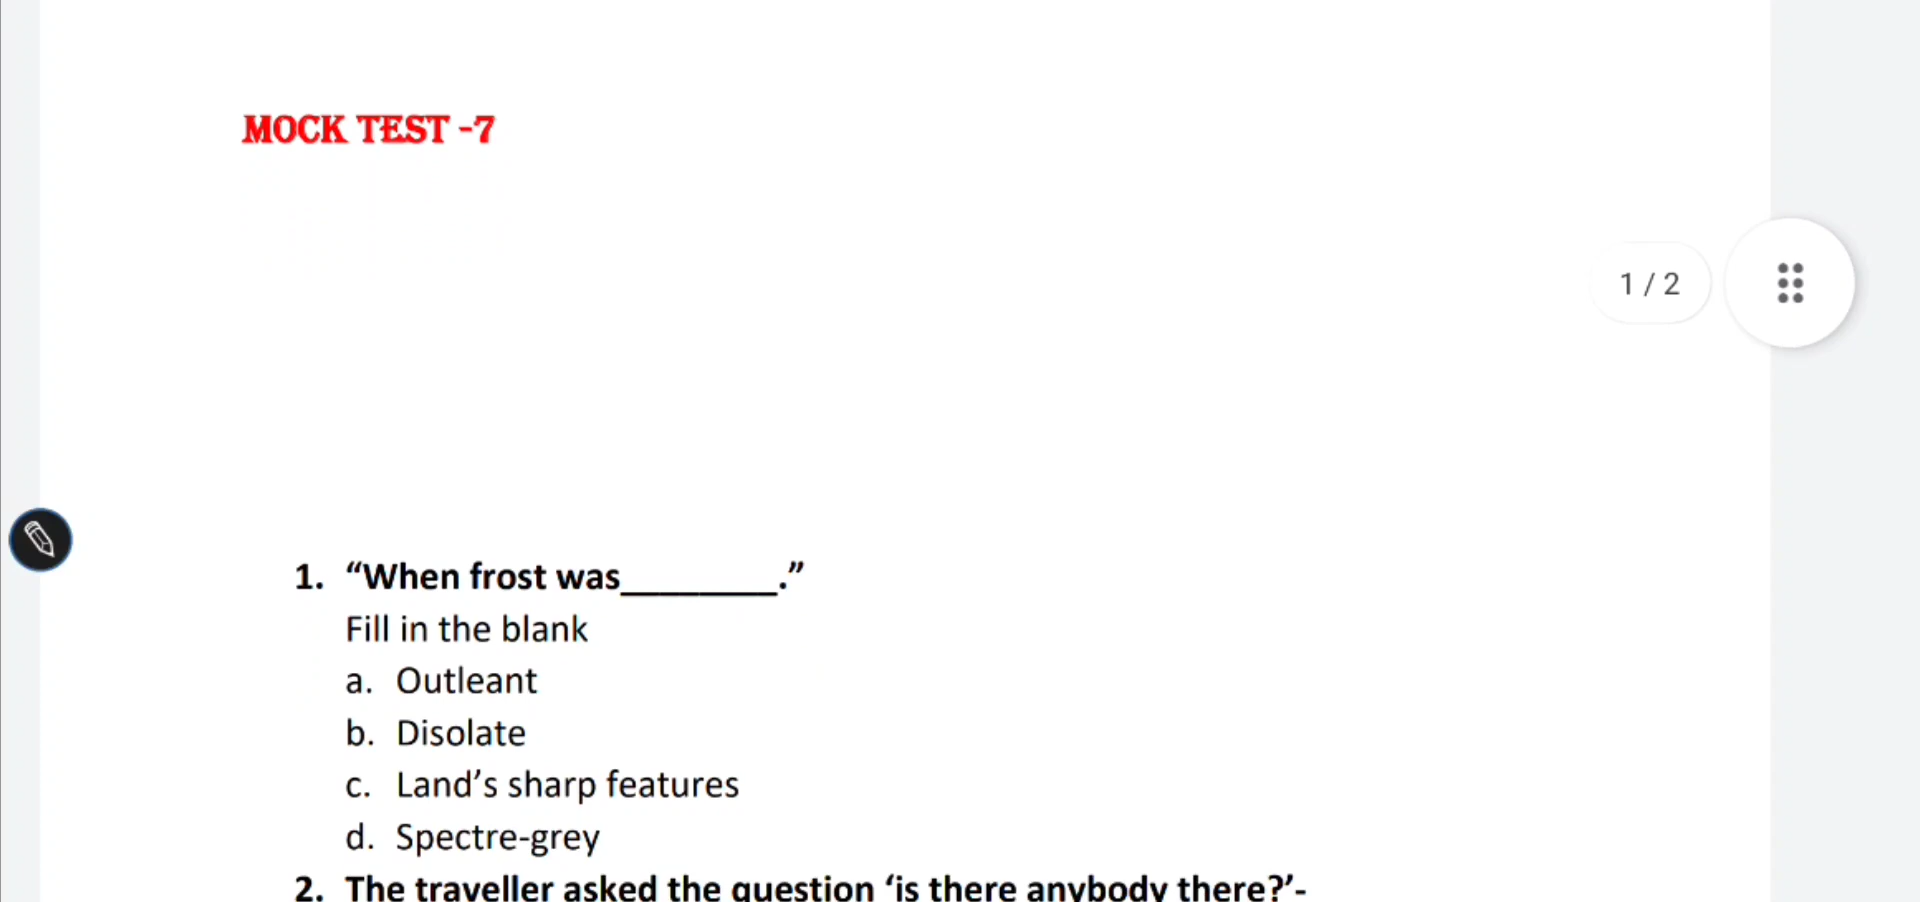 MOCK TEST -7
1 / 2
1. “When frost was________.”
Fill in the blank
a. Outleant
b. Disolate
c. Land’s sharp features
d. Spectre-grey
2. The traveller asked the question ‘is there anybody there?’-